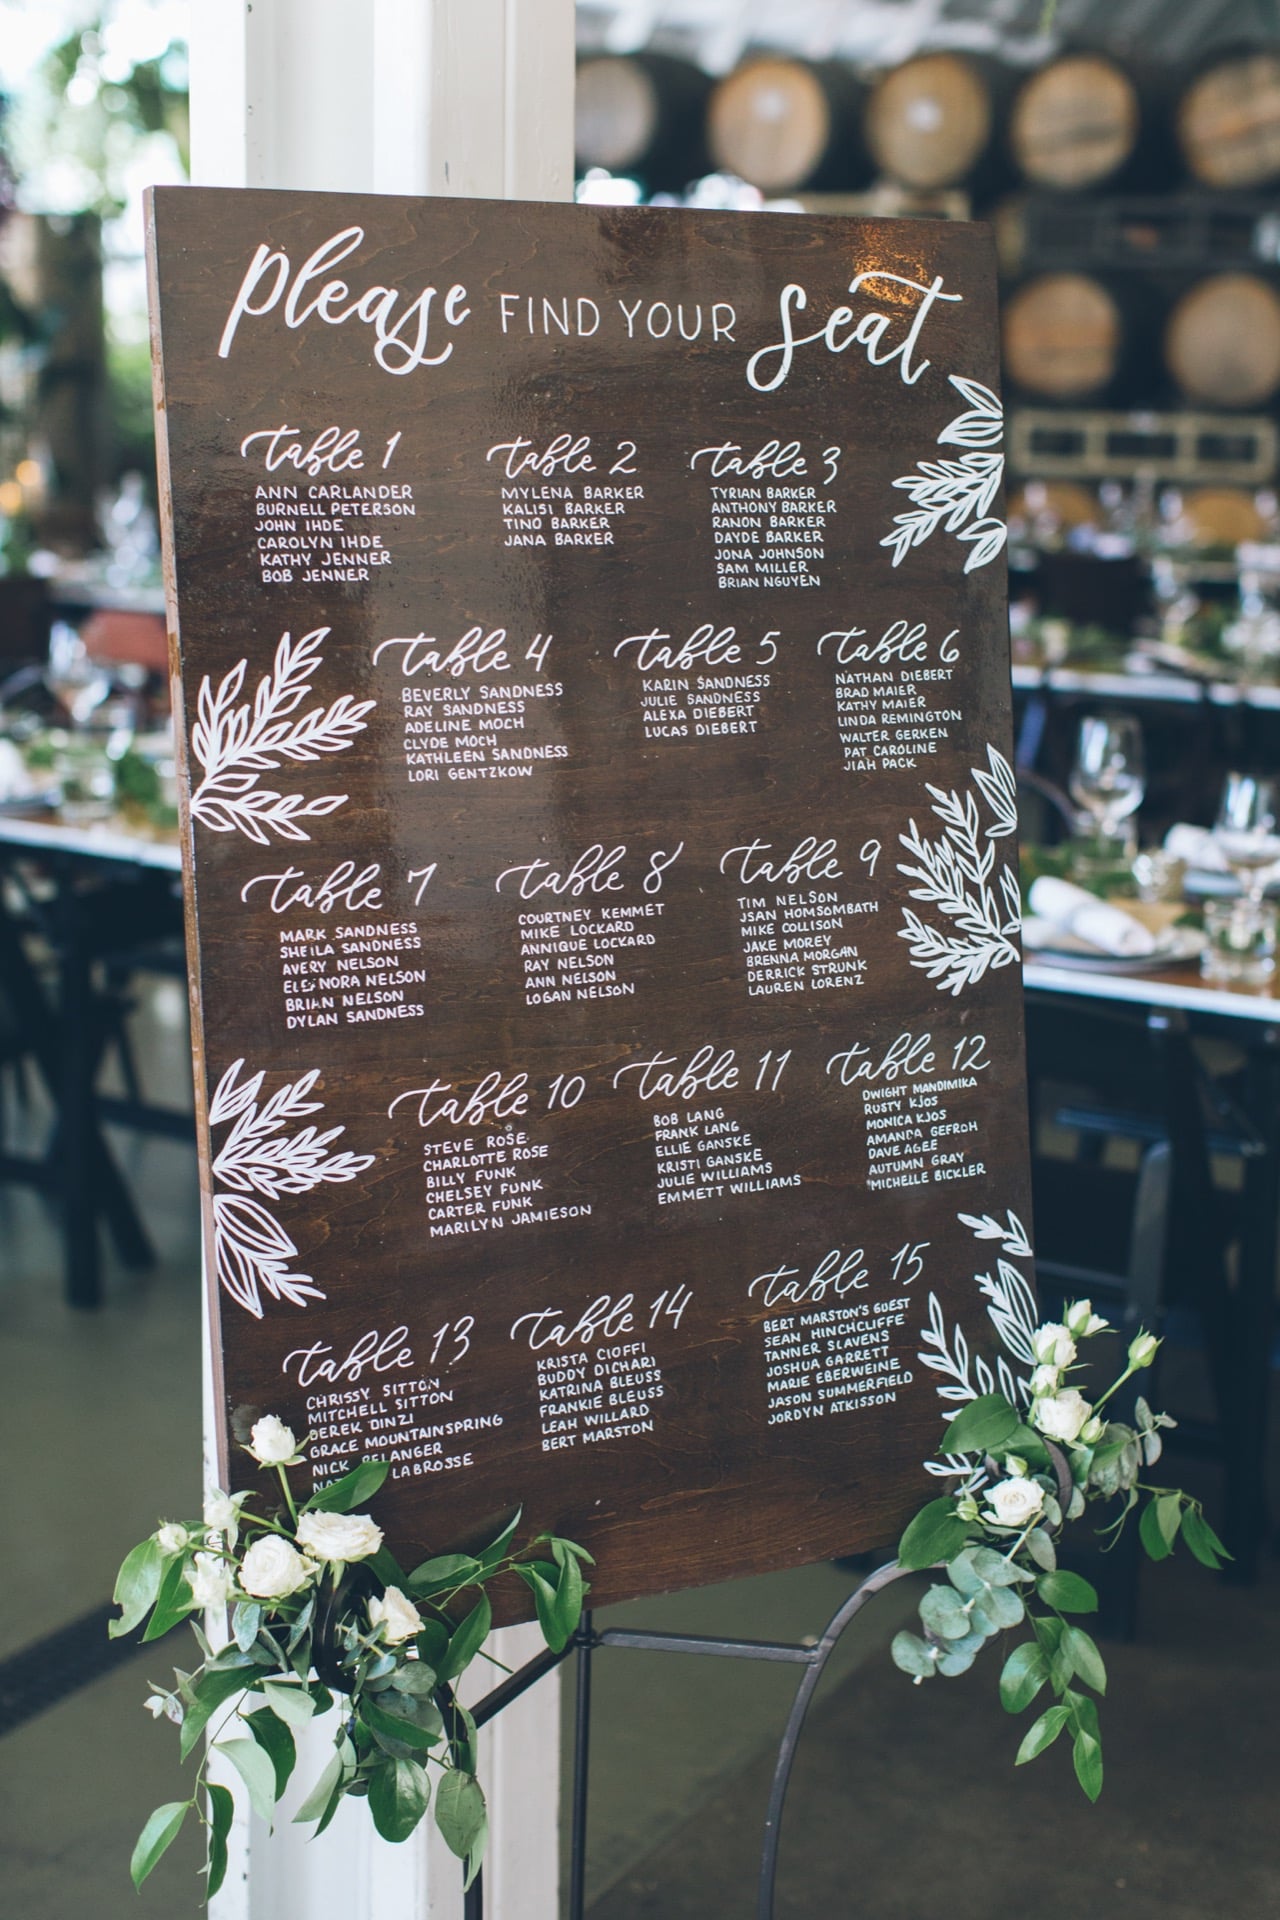 please FIND YOUR seat
table 1
ANN CARLANDER
BURNELL PETERSON
JOHN IHDE
CAROLYN IHDE
KATHY JENNER
BOB JENNER
table 2
MYLENA BARKER
KALISI BARKER
TINO BARKER
JANA BARKER
table 3
TYRIAN BARKER
ANTHONY BARKER
RANON BARKER
DAYDE BARKER
JONA JOHNSON
SAM MILLER
BRIAN NGUYEN
table 4
BEVERLY SANDNESS
RAY SANDNESS
ADELINE MOCH
CLYDE MOCH
KATHLEEN SANDNESS
LORI GENTZKOW
table 5
KARIN SANDNESS
JULIE SANDNESS
ALEXA DIEBERT
LUCAS DIEBERT
table 6
NATHAN DIEBERT
BRAD MAIER
KATHY MAIER
LINDA REMINGTON
WALTER GERKEN
PAT CAROLINE
JIAH PACK
table 7
MARK SANDNESS
SHEILA SANDNESS
AVERY NELSON
ELENORA NELSON
BRIAN NELSON
DYLAN SANDNESS
table 8
COURTNEY KEMMET
MIKE LOCKARD
ANNIQUE LOCKARD
RAY NELSON
ANN NELSON
LOGAN NELSON
table 9
TIM NELSON
JSAN HOMSOMBATH
MIKE COLLISON
JAKE MOREY
BRENNA MORGAN
DERRICK STRUNK
LAUREN LORENZ
table 10
STEVE ROSE
CHARLOTTE ROSE
BILLY FUNK
CHELSEY FUNK
CARTER FUNK
MARILYN JAMIESON
table 11
BOB LANG
FRANK LANG
ELLIE GANSKE
KRISTI GANSKE
JULIE WILLIAMS
EMMETT WILLIAMS
table 12
DWIGHT MANDIMIKA
RUSTY KJOS
MONICA KJOS
AMANDA GEFROH
DAVE AGEE
AUTUMN GRAY
MICHELLE BICKLER
table 13
CHRISSY SITTON
MITCHELL SITTON
DEREK DINZI
GRACE MOUNTAINSPRING
NICK BELANGER
LABROSSE
table 14
KRISTA CIOFFI
BUDDY DICHARI
KATRINA BLEUSS
FRANKIE BLEUSS
LEAH WILLARD
BERT MARSTON
table 15
BERT MARSTON'S GUEST
SEAN HINCHCLIFFE
TANNER SLAVENS
JOSHUA GARRETT
MARIE EBERWEINE
JASON SUMMERFIELD
JORDYN ATKISSON